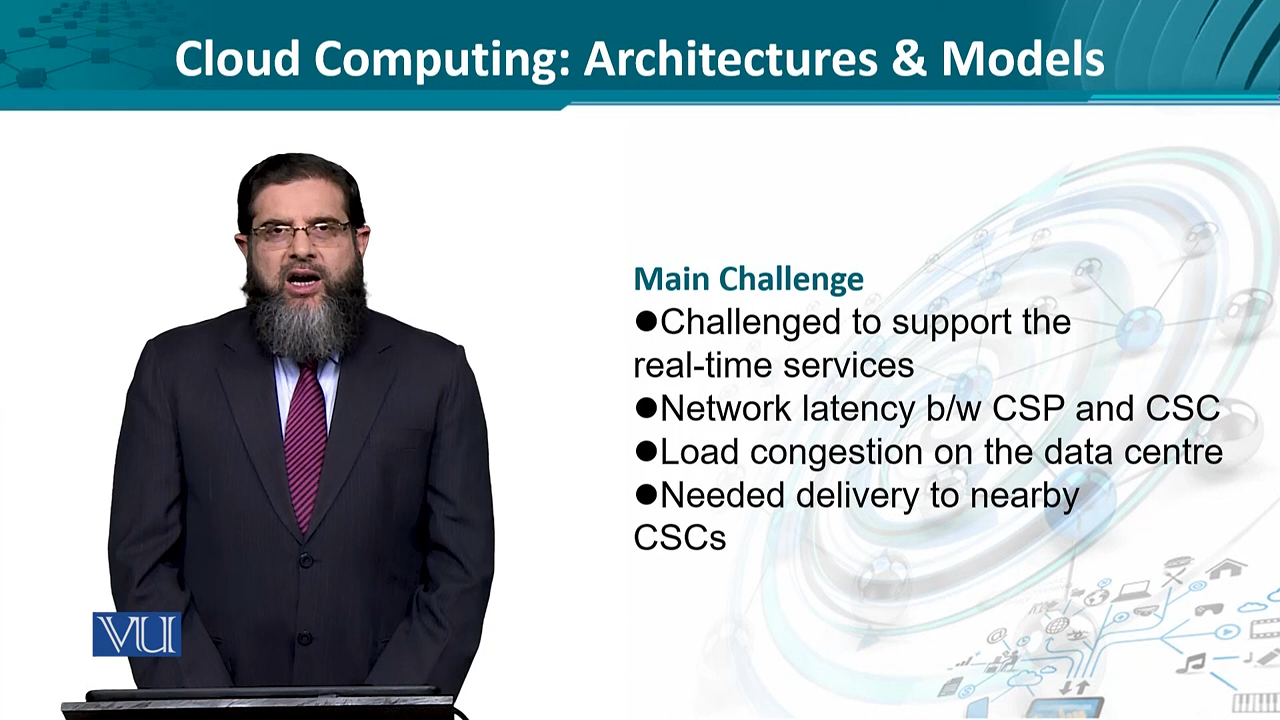 Cloud Computing: Architectures & Models
Main Challenge
●Challenged to support the
real-time services
●Network latency b/w CSP and CSC
●Load congestion on the data centre
●Needed delivery to nearby
CSCs
VU